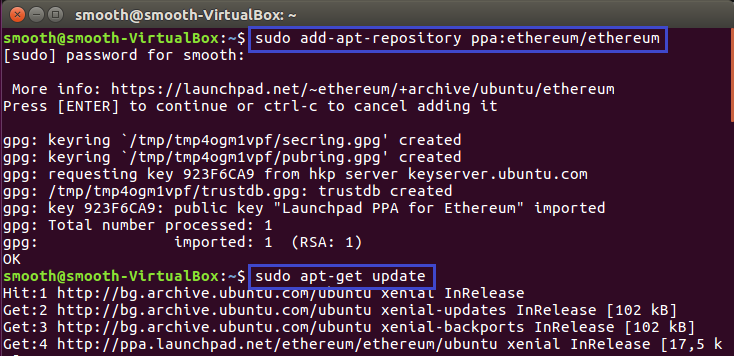 smooth@smooth-VirtualBox: ~
smooth@smooth-VirtualBox:~$ sudo add-apt-repository ppa:ethereum/ethereum
[sudo] password for smooth:
More info: https://launchpad.net/~ethereum/+archive/ubuntu/ethereum
Press [ENTER] to continue or ctrl-c to cancel adding it
gpg: keyring `/tmp/tmp4ogm1vpf/secring.gpg' created
gpg: keyring `/tmp/tmp4ogm1vpf/pubring.gpg' created
gpg: requesting key 923F6CA9 from hkp server keyserver.ubuntu.com
gpg: /tmp/tmp4ogm1vpf/trustdb.gpg: trustdb created
gpg: key 923F6CA9: public key "Launchpad PPA for Ethereum" imported
gpg: Total number processed: 1
gpg:               imported: 1  (RSA: 1)
OK
smooth@smooth-VirtualBox:~$ sudo apt-get update
Hit:1 http://bg.archive.ubuntu.com/ubuntu xenial InRelease
Get:2 http://bg.archive.ubuntu.com/ubuntu xenial-updates InRelease [102 kB]
Get:3 http://bg.archive.ubuntu.com/ubuntu xenial-backports InRelease [102 kB]
Get:4 http://ppa.launchpad.net/ethereum/ethereum/ubuntu xenial InRelease [17,5 k